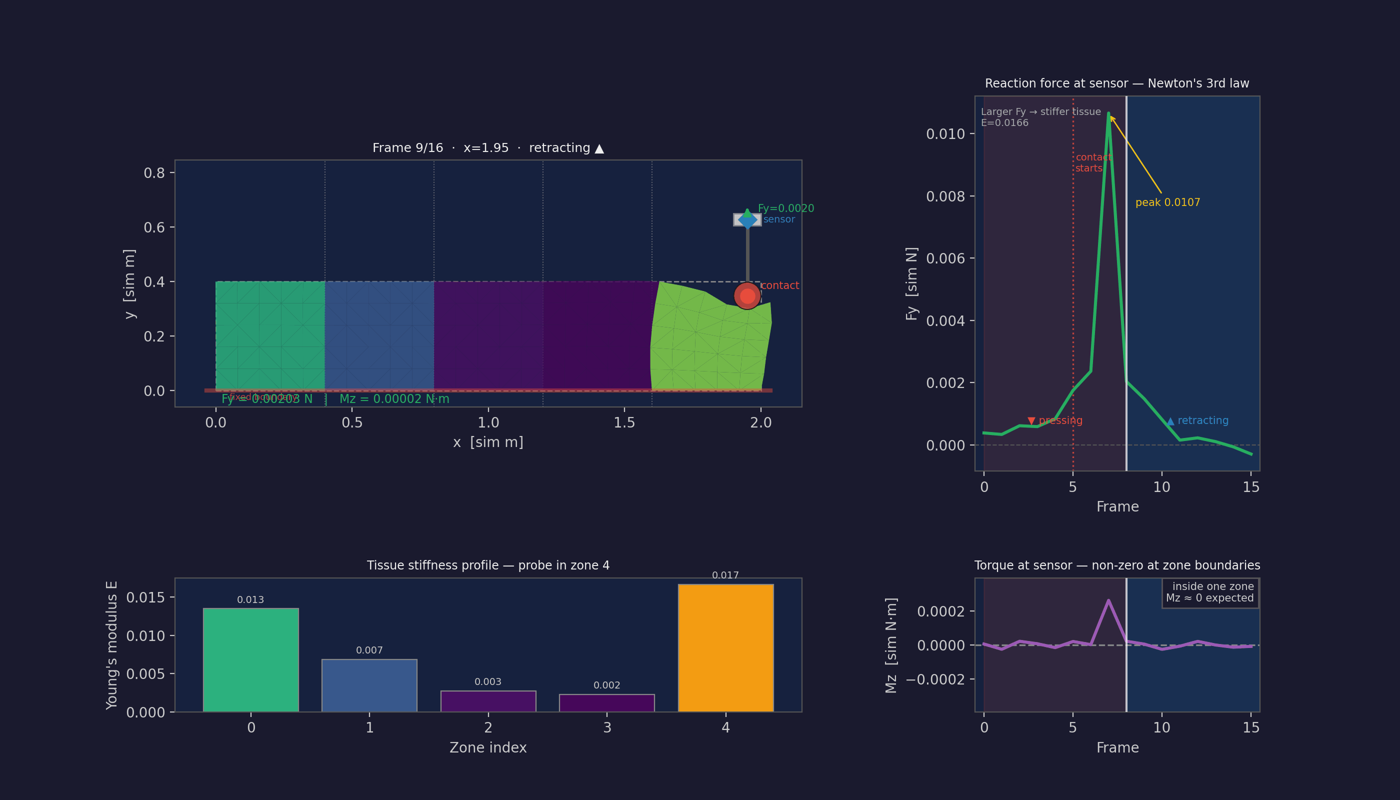 Frame 9/16 · x=1.95 · retracting ▲
y [sim m]
0.8
0.6
0.4
0.2
0.0
Fy=0.0020
sensor
contact
fixed boundary
Fy = 0.00203 N | Mz = 0.00002 N·m
0.0 0.5 1.0 1.5 2.0
x [sim m]
Reaction force at sensor — Newton's 3rd law
Fy [sim N]
0.010
0.008
0.006
0.004
0.002
0.000
Larger Fy → stiffer tissue
E=0.0166
contact
starts
peak 0.0107
▼ pressing
▲ retracting
0 5 10 15
Frame
Tissue stiffness profile — probe in zone 4
Young's modulus E
0.015
0.010
0.005
0.000
0.013
0.007
0.003
0.002
0.017
0 1 2 3 4
Zone index
Torque at sensor — non-zero at zone boundaries
Mz [sim N·m]
0.0002
0.0000
−0.0002
inside one zone
Mz ≈ 0 expected
0 5 10 15
Frame